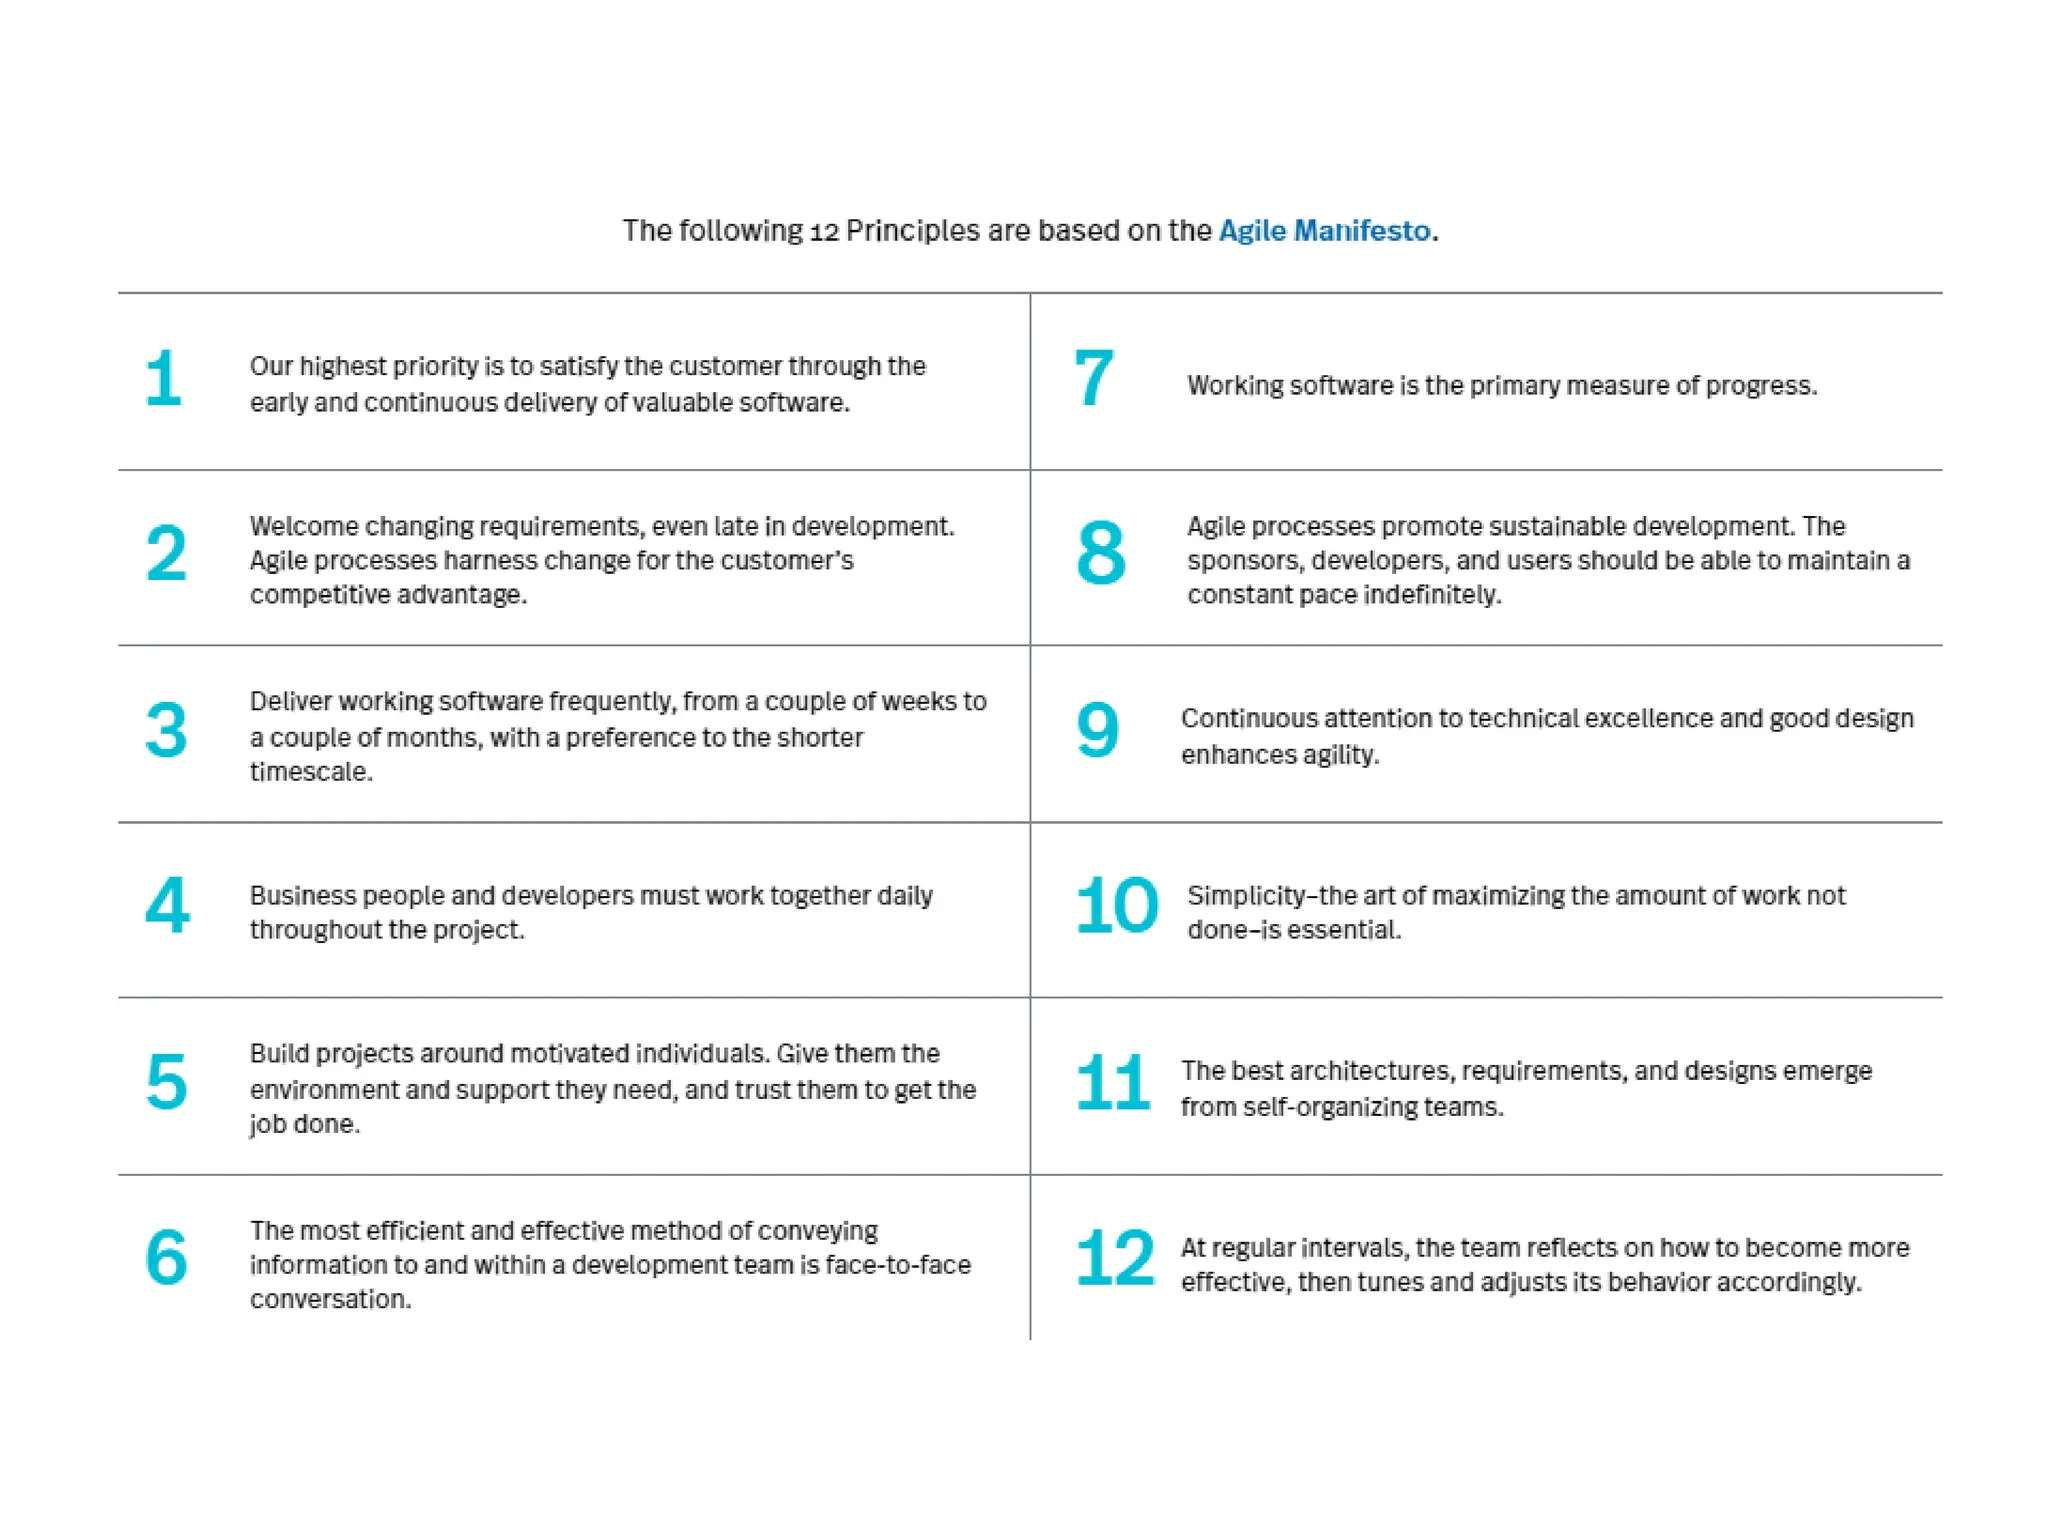 The following 12 Principles are based on the Agile Manifesto.
1
Our highest priority is to satisfy the customer through the
early and continuous delivery of valuable software.
2
Welcome changing requirements, even late in development.
Agile processes harness change for the customer’s
competitive advantage.
3
Deliver working software frequently, from a couple of weeks to
a couple of months, with a preference to the shorter
timescale.
4
Business people and developers must work together daily
throughout the project.
5
Build projects around motivated individuals. Give them the
environment and support they need, and trust them to get the
job done.
6
The most efficient and effective method of conveying
information to and within a development team is face-to-face
conversation.
7
Working software is the primary measure of progress.
8
Agile processes promote sustainable development. The
sponsors, developers, and users should be able to maintain a
constant pace indefinitely.
9
Continuous attention to technical excellence and good design
enhances agility.
10
Simplicity–the art of maximizing the amount of work not
done–is essential.
11
The best architectures, requirements, and designs emerge
from self-organizing teams.
12
At regular intervals, the team reflects on how to become more
effective, then tunes and adjusts its behavior accordingly.